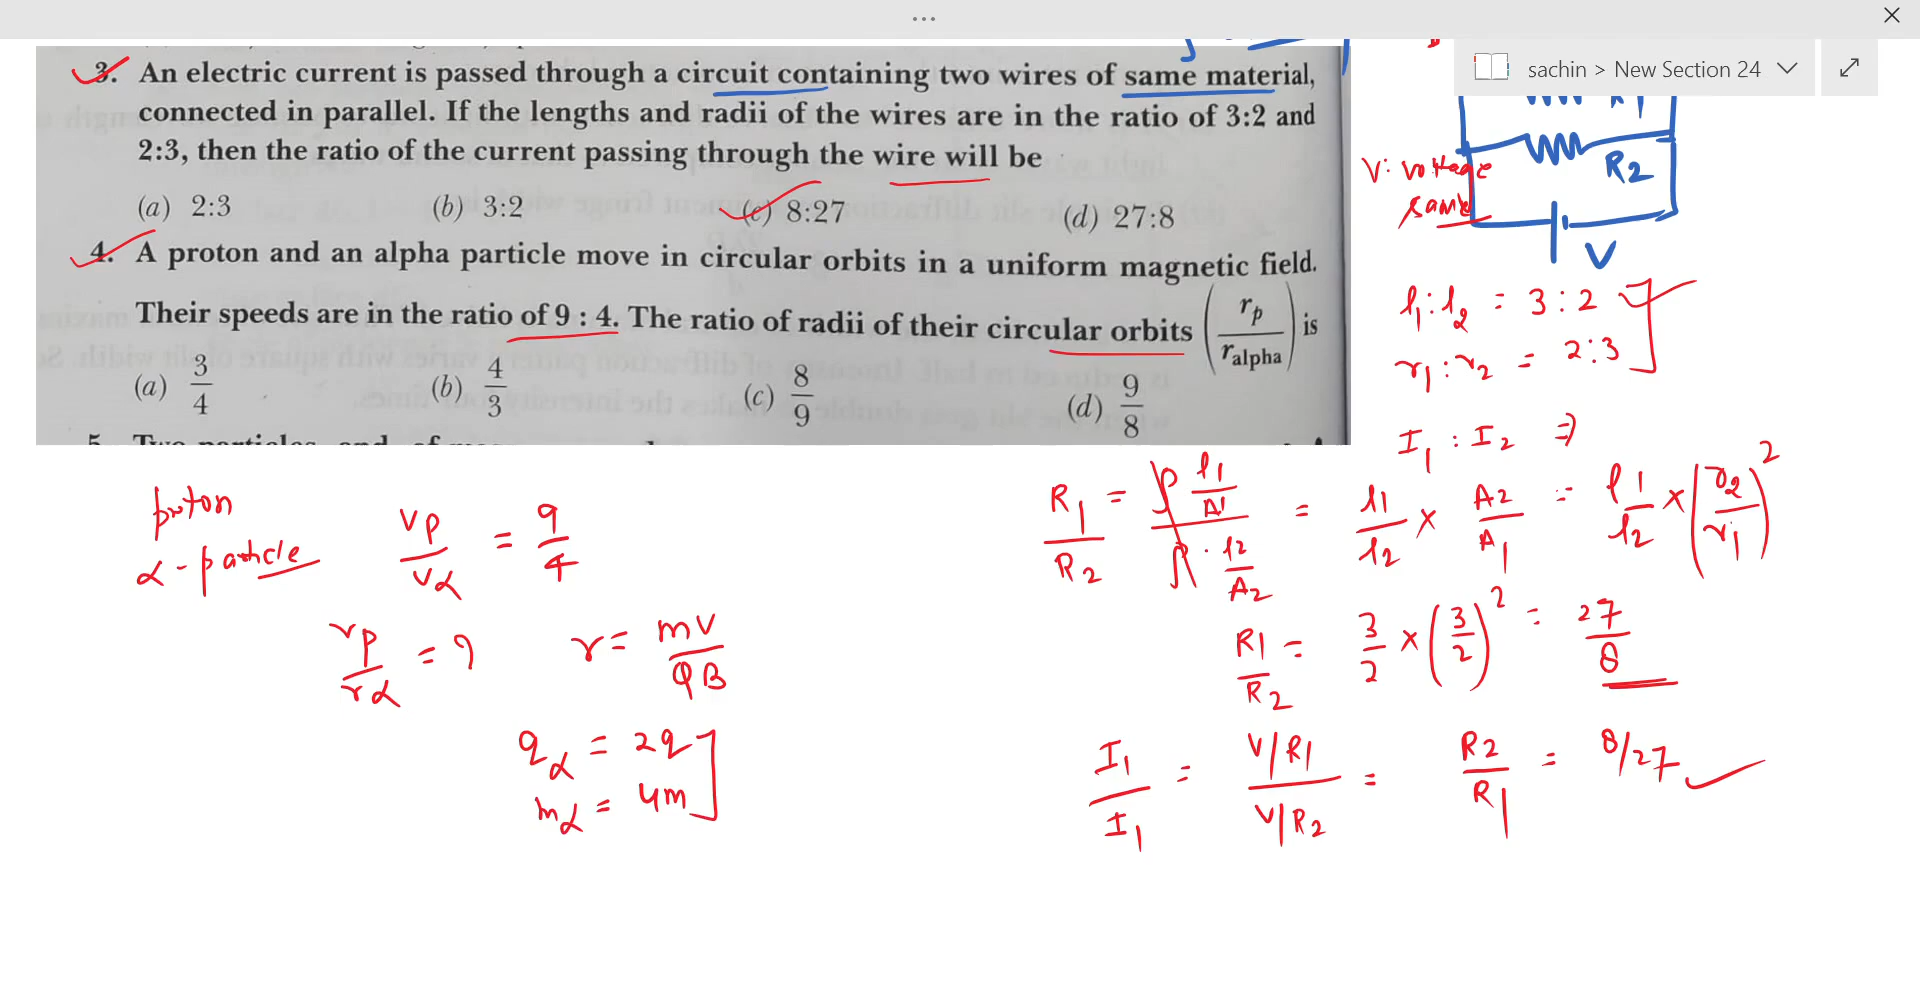 sachin > New Section 24
3. An electric current is passed through a circuit containing two wires of same material,
connected in parallel. If the lengths and radii of the wires are in the ratio of 3:2 and
2:3, then the ratio of the current passing through the wire will be
(a) 2:3 (b) 3:2 (c) 8:27 (d) 27:8
4. A proton and an alpha particle move in circular orbits in a uniform magnetic field.
Their speeds are in the ratio of 9 : 4. The ratio of radii of their circular orbits (r_p / r_alpha) is
(a) 3/4 (b) 4/3 (c) 8/9 (d) 9/8
R2
V: voltage
same
V
l1 : l2 = 3 : 2
r1 : r2 = 2:3
I1 : I2 ⇒
proton
α-particle
vp/vα = 9/4
rp/rα = ?
r = mv/QB
qα = 2q
mα = 4m
R1/R2 = (ρ l1/A1)/(ρ · l2/A2) = l1/l2 × A2/A1 = l1/l2 × (r2/r1)²
R1/R2 = 3/2 × (3/2)² = 27/8
I1/I1 = (V/R1)/(V/R2) = R2/R1 = 8/27